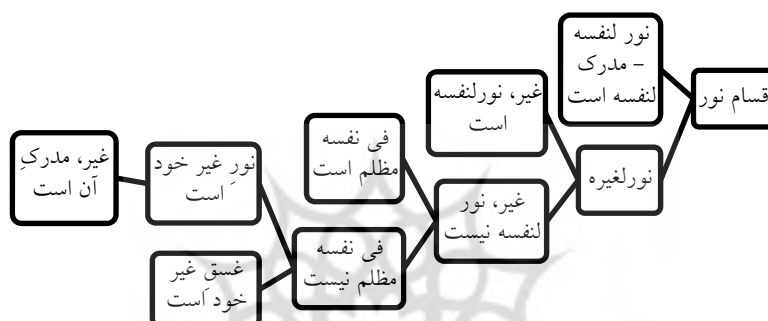 قسام نور
نور لنفسه
– مدرک
لنفسه است
نورلغیره
غیر، نورلنفسه
است
غیر، نور
لنفسه نیست
فی نفسه
مظلم است
فی نفسه
مظلم نیست
نورِ غیر خود
است
غسقِ غیر
خود است
غیر، مدرکِ
آن است